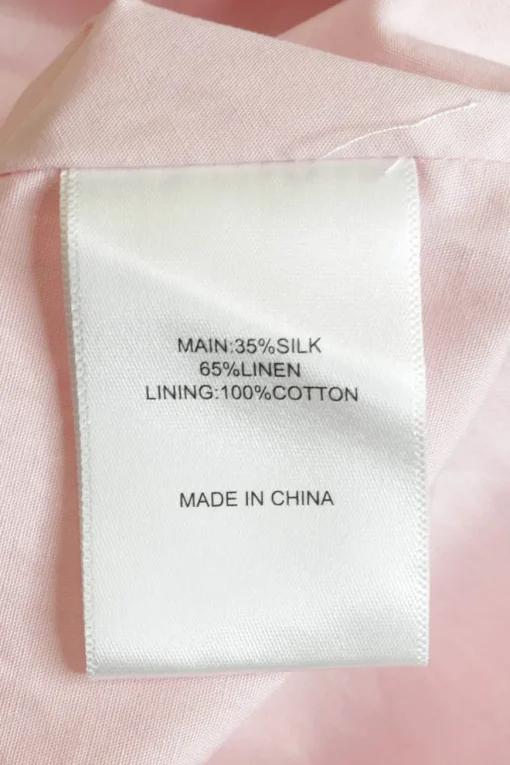 MAIN:35%SILK
65%LINEN
LINING:100%COTTON
MADE IN CHINA